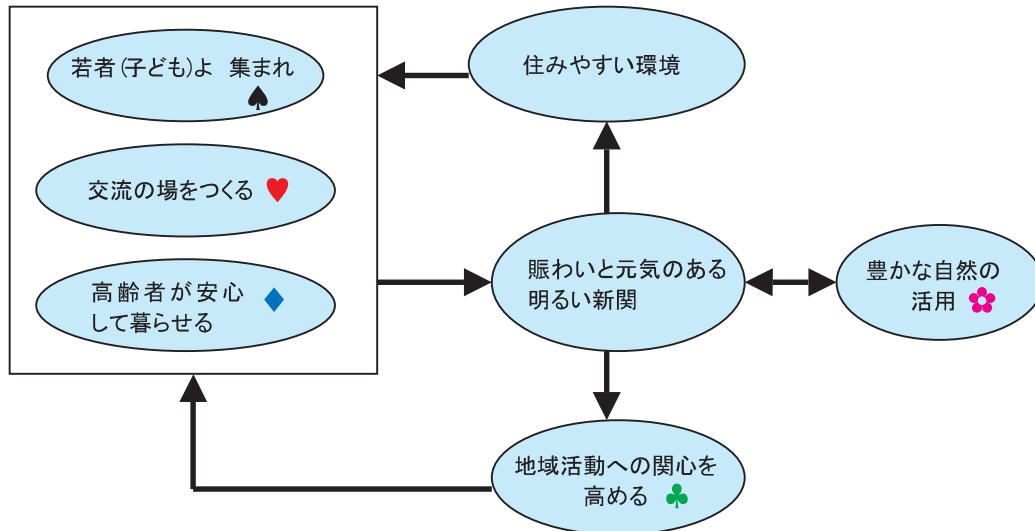 若者(子ども)よ 集まれ
♠
交流の場をつくる ♥
高齢者が安心 ♦
して暮らせる
住みやすい環境
賑わいと元気のある
明るい新関
豊かな自然の
活用 ✿
地域活動への関心を
高める ♣